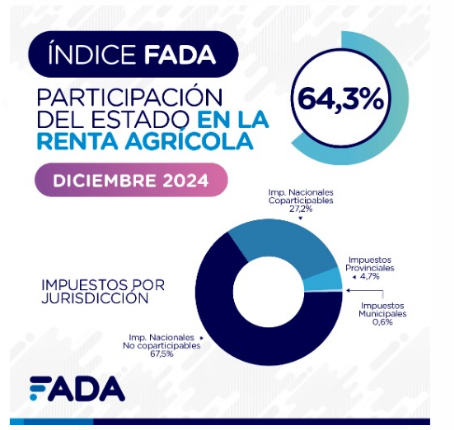 ÍNDICE FADA
PARTICIPACIÓN
DEL ESTADO EN LA
RENTA AGRÍCOLA
64,3%
DICIEMBRE 2024
Imp. Nacionales
Coparticipables
27,2%
Impuestos
Provinciales
4,7%
Impuestos
Municipales
0,6%
IMPUESTOS POR
JURISDICCIÓN
Imp. Nacionales
No coparticipables
67,5%
FADA